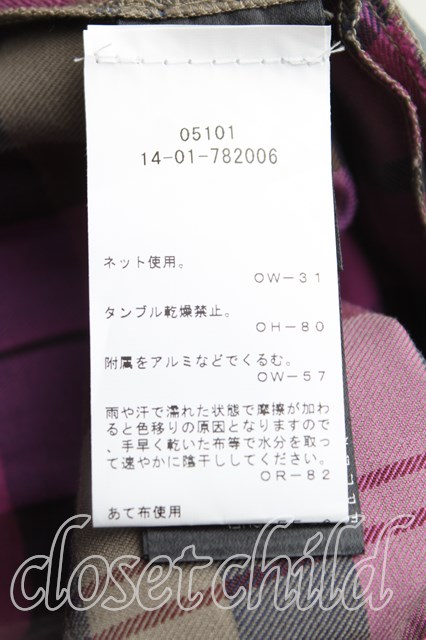 05101
14-01-782006
ネット使用。
OW-31
タンブル乾燥禁止。
OH-80
附属をアルミなどでくるむ。
OW-57
雨や汗で濡れた状態で摩擦が加わ
ると色移りの原因となりますので
、手早く乾いた布等で水分を取っ
て速やかに陰干ししてください。
OR-82
あて布使用
closet child